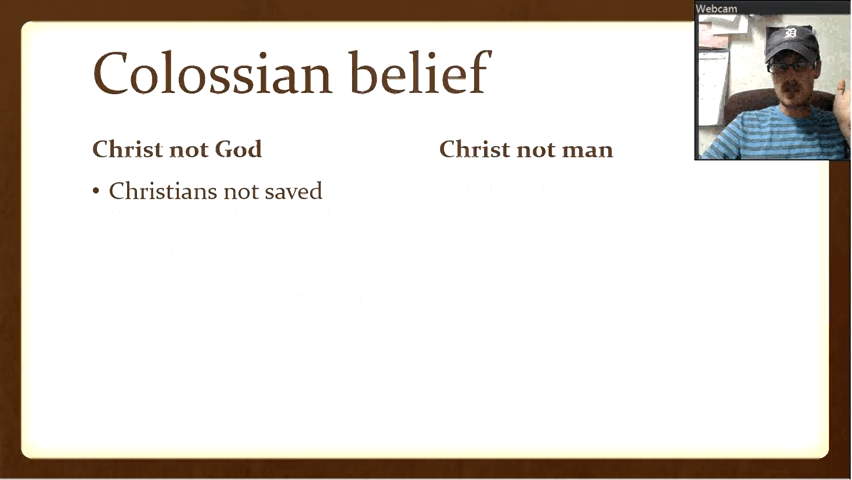 Webcam
Colossian belief
Christ not God
Christ not man
• Christians not saved